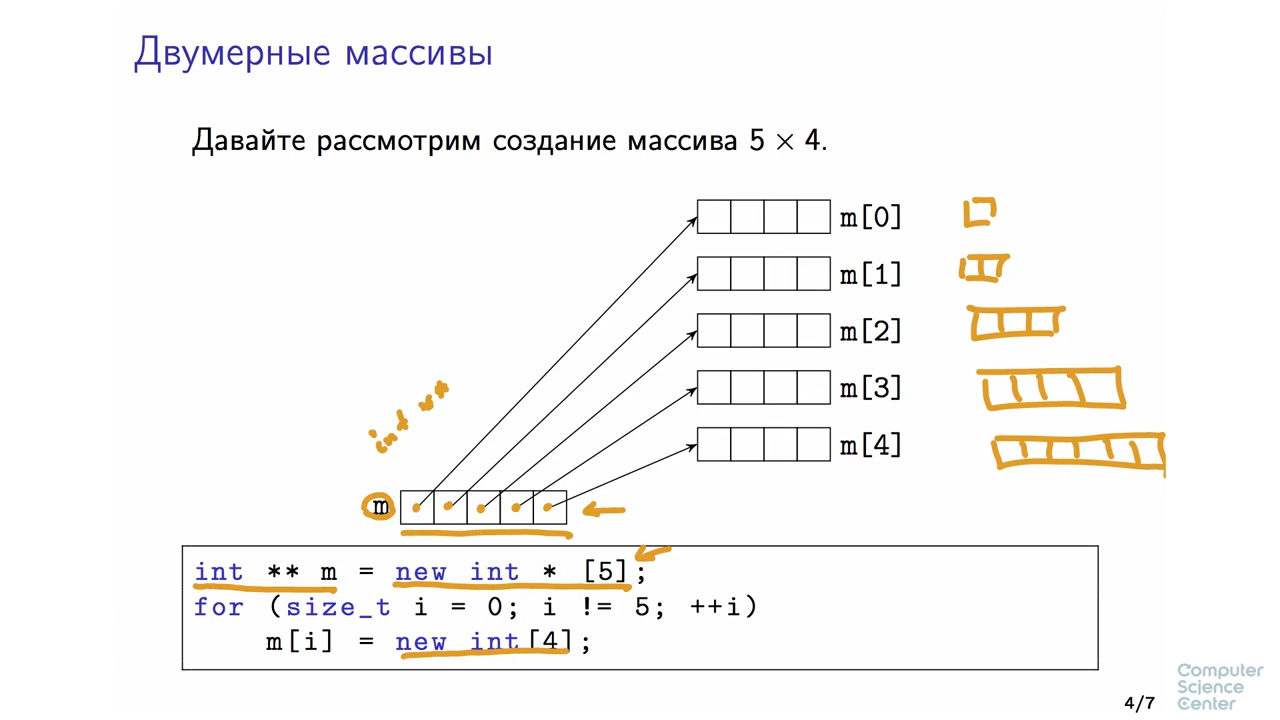 Двумерные массивы
Давайте рассмотрим создание массива 5 × 4.
m[0]
m[1]
m[2]
m[3]
m[4]
int **
m
int ** m = new int * [5];
for (size_t i = 0; i != 5; ++i)
m[i] = new int[4];
4/7
Computer
Science
Center